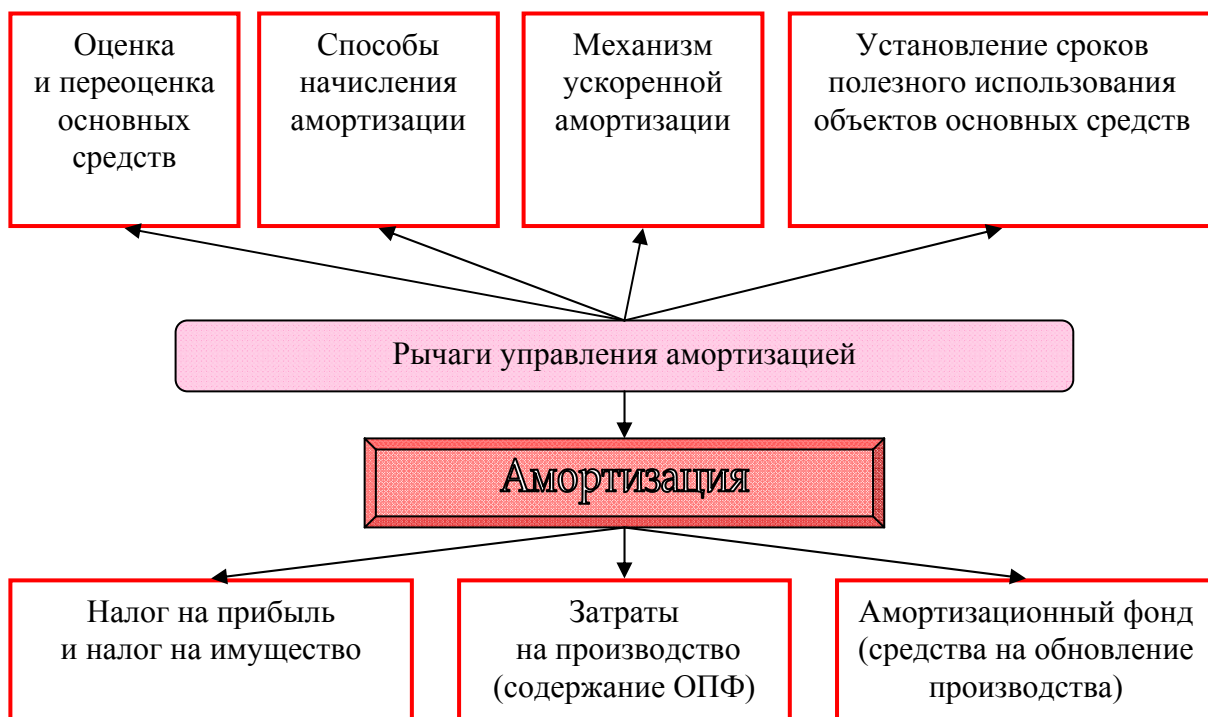 Оценка
и переоценка
основных
средств
Способы
начисления
амортизации
Механизм
ускоренной
амортизации
Установление сроков
полезного использования
объектов основных средств
Рычаги управления амортизацией
Амортизация
Налог на прибыль
и налог на имущество
Затраты
на производство
(содержание ОПФ)
Амортизационный фонд
(средства на обновление
производства)